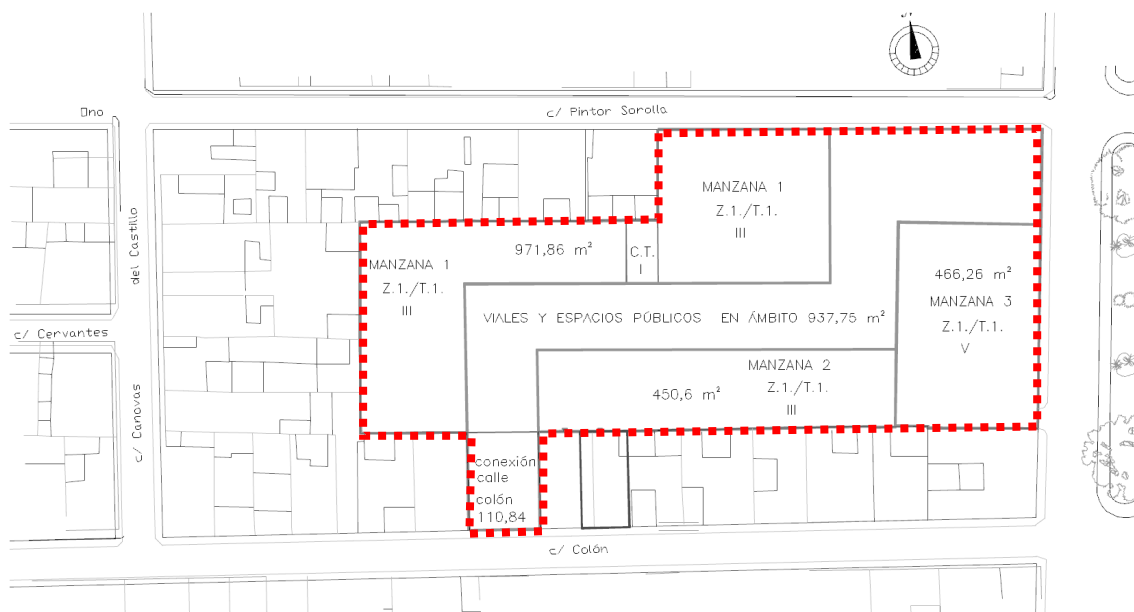 Dno
c/ Pintor Sorolla
MANZANA 1
Z.1./T.1.
III
971,86 m²
C.T.
I
MANZANA 1
Z.1./T.1.
III
466,26 m²
MANZANA 3
Z.1./T.1.
V
VIALES Y ESPACIOS PÚBLICOS EN ÁMBITO 937,75 m²
MANZANA 2
Z.1./T.1.
III
450,6 m²
c/ Cervantes
c/ Canovas del Castillo
conexión
calle
colón
110,84
c/ Colón